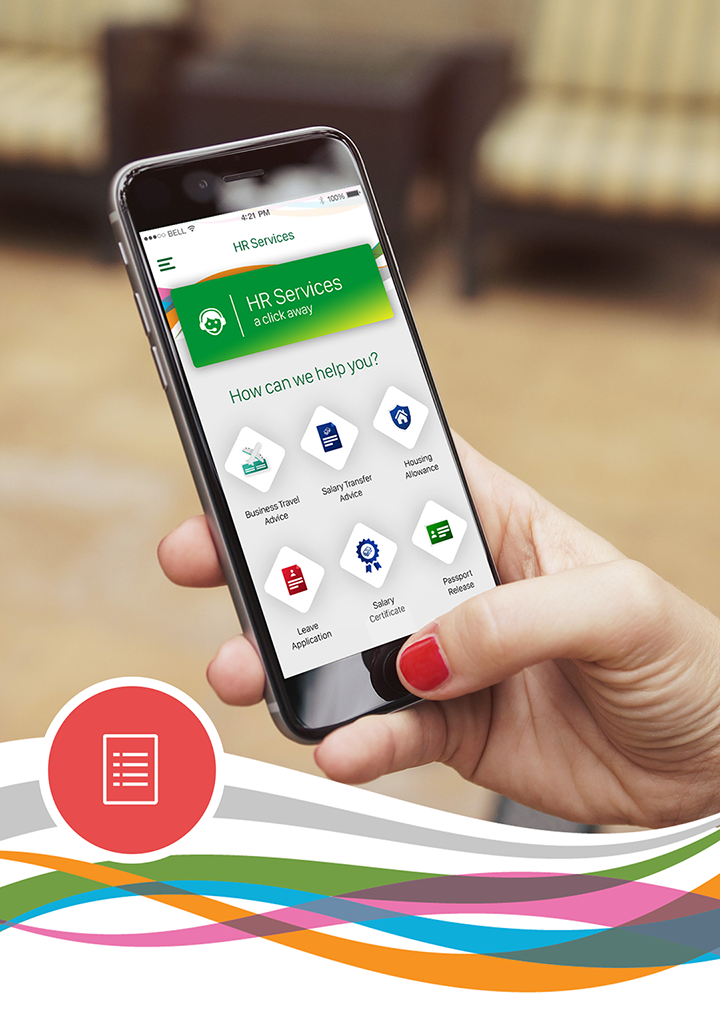 BELL
4:21 PM
100%
HR Services
HR Services
a click away
How can we help you?
Business Travel
Advice
Salary Transfer
Advice
Housing
Allowance
Leave
Application
Salary
Certificate
Passport
Release